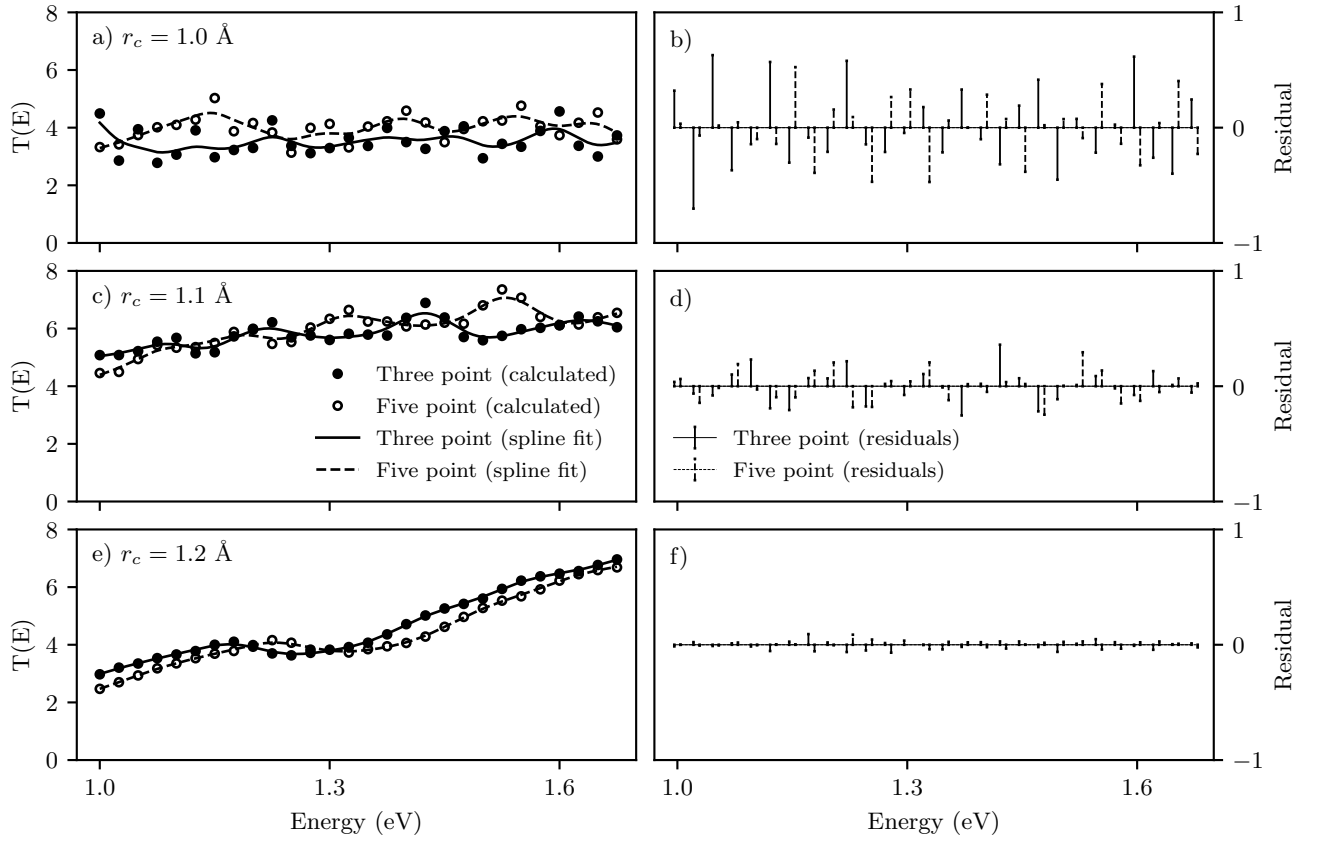 a) r_c = 1.0 Å
b)
T(E)
8
6
4
2
0
1
0
−1
Residual
c) r_c = 1.1 Å
d)
T(E)
8
6
4
2
0
Three point (calculated)
Five point (calculated)
Three point (spline fit)
Five point (spline fit)
Three point (residuals)
Five point (residuals)
1
0
−1
Residual
e) r_c = 1.2 Å
f)
T(E)
8
6
4
2
0
1
0
−1
Residual
1.0 1.3 1.6
1.0 1.3 1.6
Energy (eV)
Energy (eV)